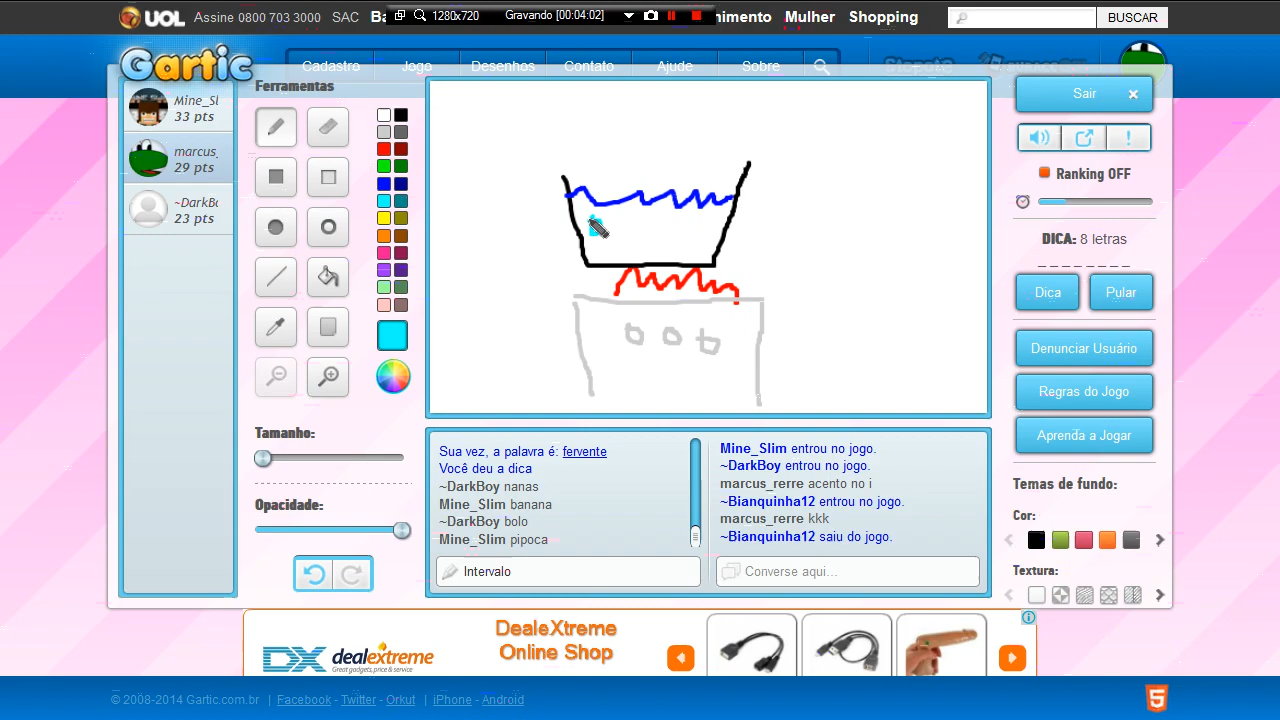 UOL Assine 0800 703 3000 SAC Ba 1280x720 Gravando [00:04:02] himento Mulher Shopping BUSCAR
Gartic Cadastro Jogo Desenhos Contato Ajuda Sobre
Ferramentas
Mine_Sl
33 pts
marcus_
29 pts
~DarkBo
23 pts
Tamanho:
Opacidade:
Sua vez, a palavra é: fervente
Você deu a dica
~DarkBoy nanas
Mine_Slim banana
~DarkBoy bolo
Mine_Slim pipoca
Intervalo
Mine_Slim entrou no jogo.
~DarkBoy entrou no jogo.
marcus_rerre acento no i
~Bianquinha12 entrou no jogo.
marcus_rerre kkk
~Bianquinha12 saiu do jogo.
Converse aqui...
Sair ×
!
Ranking OFF
DICA: 8 letras
_ _ _ _ _ _ _ _
Dica Pular
Denunciar Usuário
Regras do Jogo
Aprenda a Jogar
Temas de fundo:
Cor:
Textura:
DX dealextreme
Great gadgets, price & service
DealeXtreme
Online Shop
© 2008-2014 Gartic.com.br | Facebook - Twitter - Orkut | iPhone - Android
5